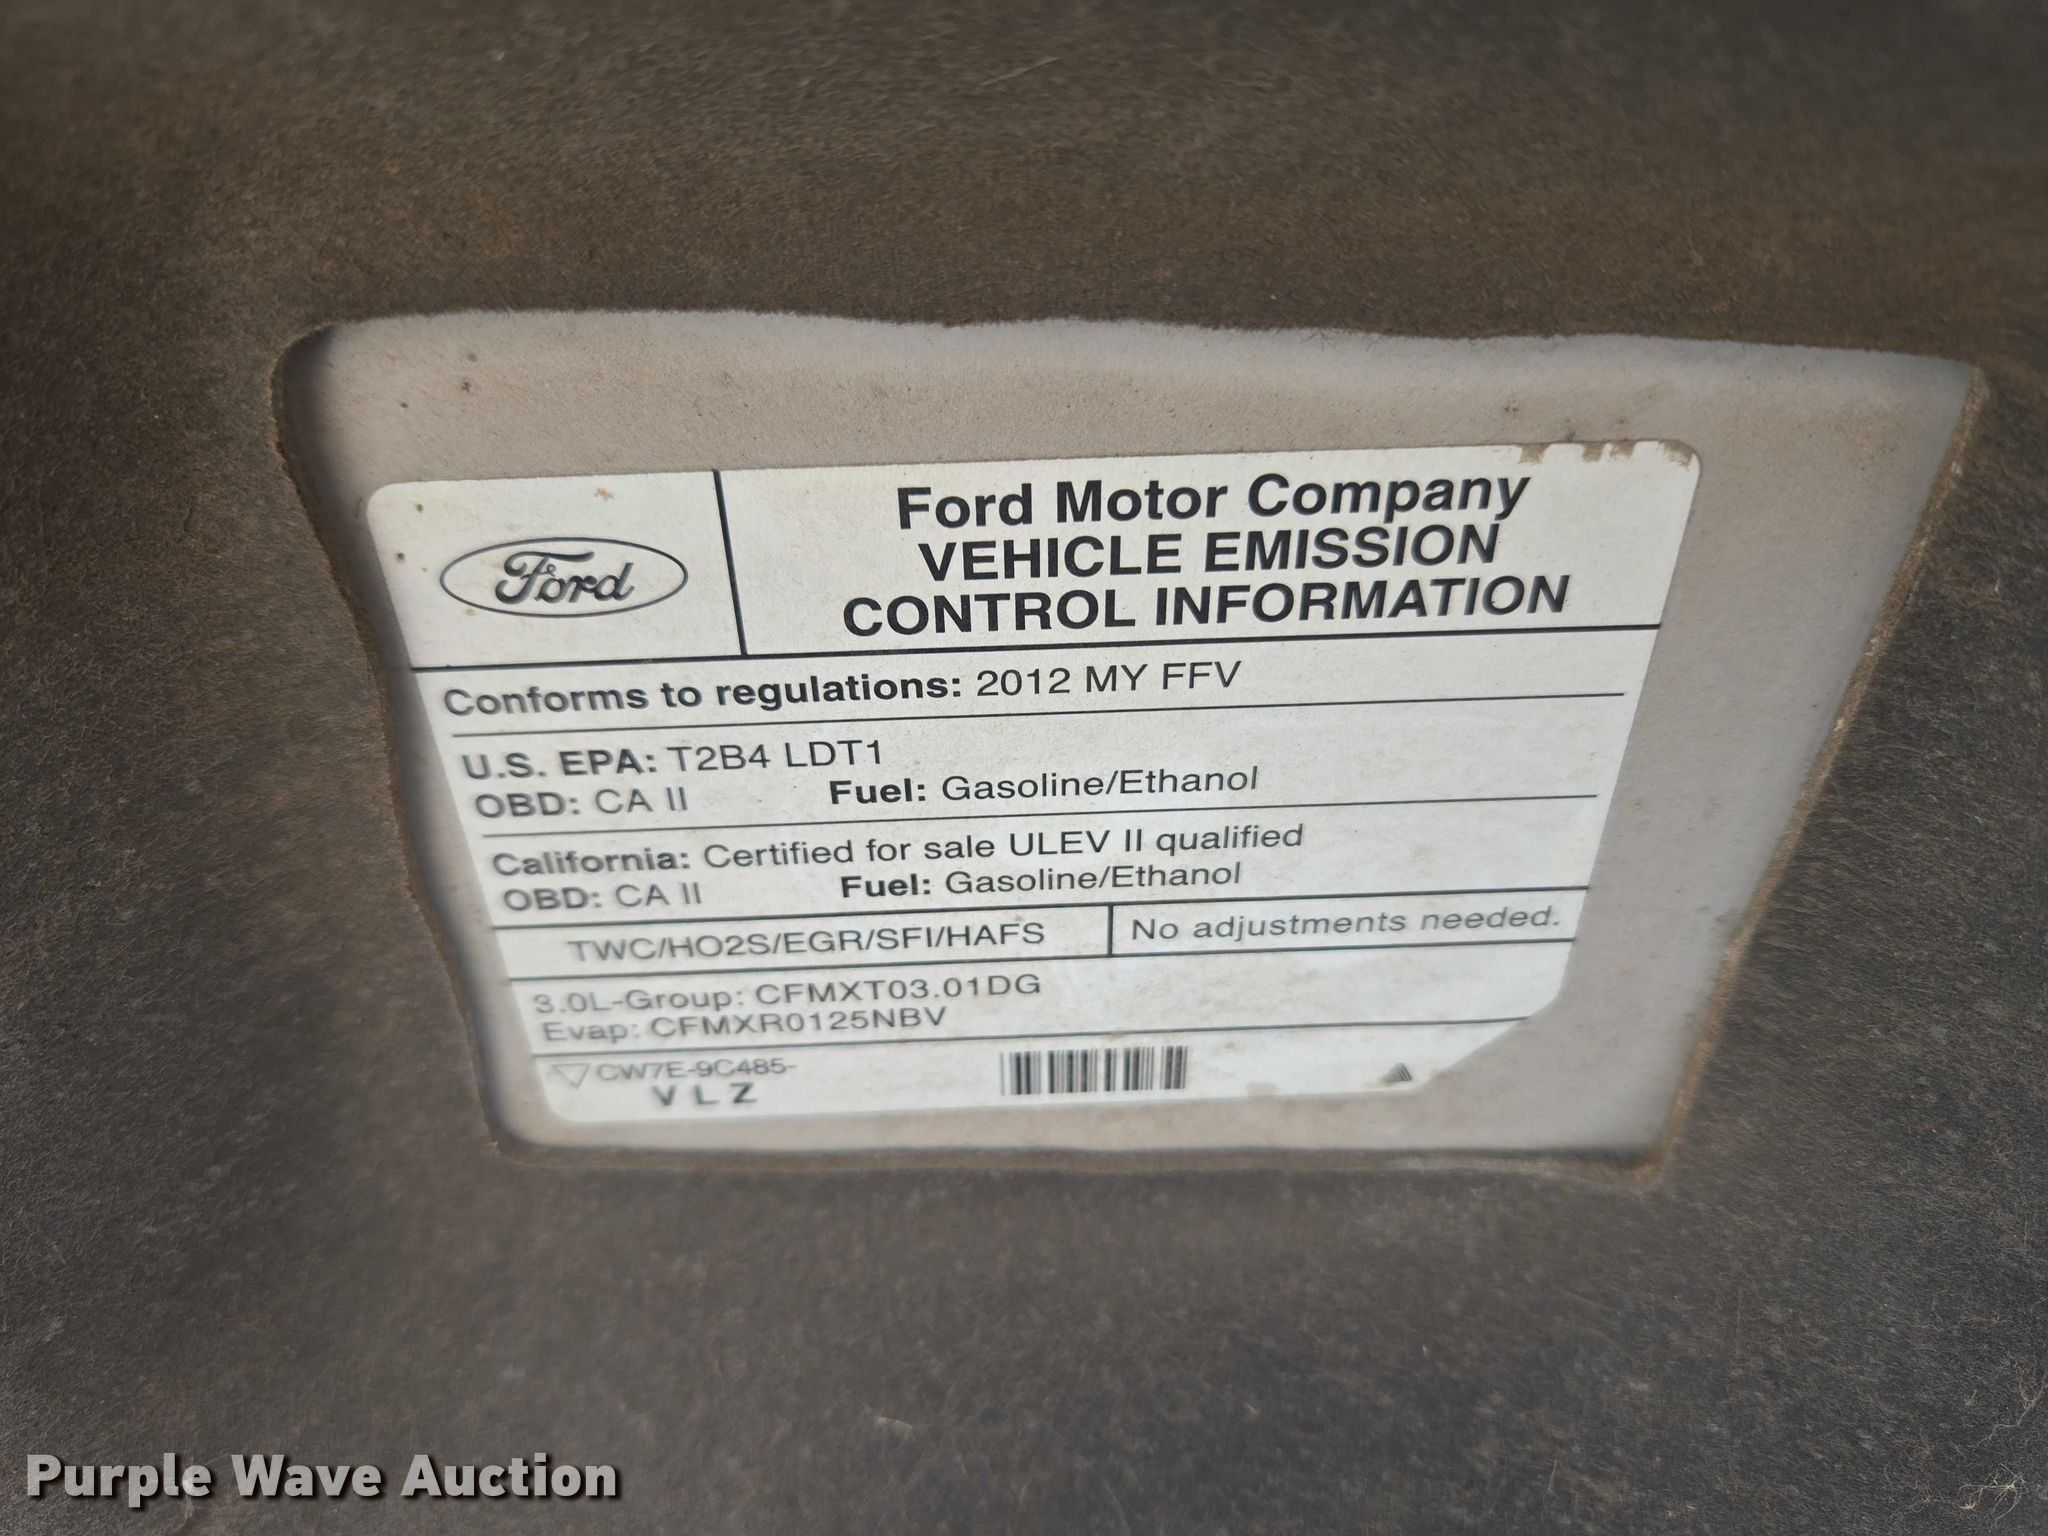 Ford
Ford Motor Company
VEHICLE EMISSION
CONTROL INFORMATION
Conforms to regulations: 2012 MY FFV
U.S. EPA: T2B4 LDT1
OBD: CA II Fuel: Gasoline/Ethanol
California: Certified for sale ULEV II qualified
OBD: CA II Fuel: Gasoline/Ethanol
TWC/HO2S/EGR/SFI/HAFS No adjustments needed.
3.0L-Group: CFMXT03.01DG
Evap: CFMXR0125NBV
CW7E-9C485-
V L Z
Purple Wave Auction